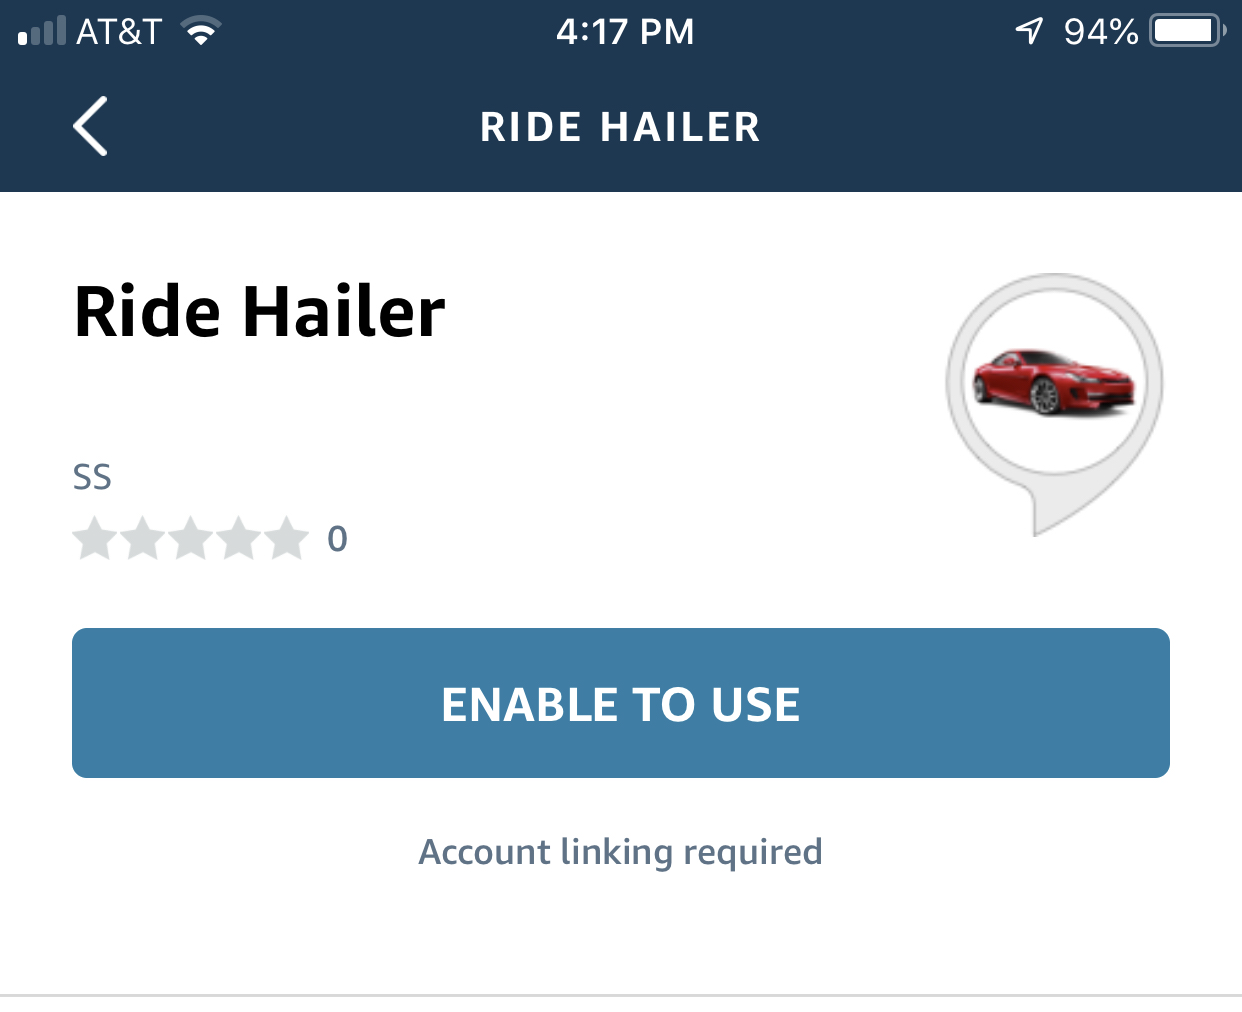 AT&T 4:17 PM 94%
RIDE HAILER
Ride Hailer
SS
0
ENABLE TO USE
Account linking required